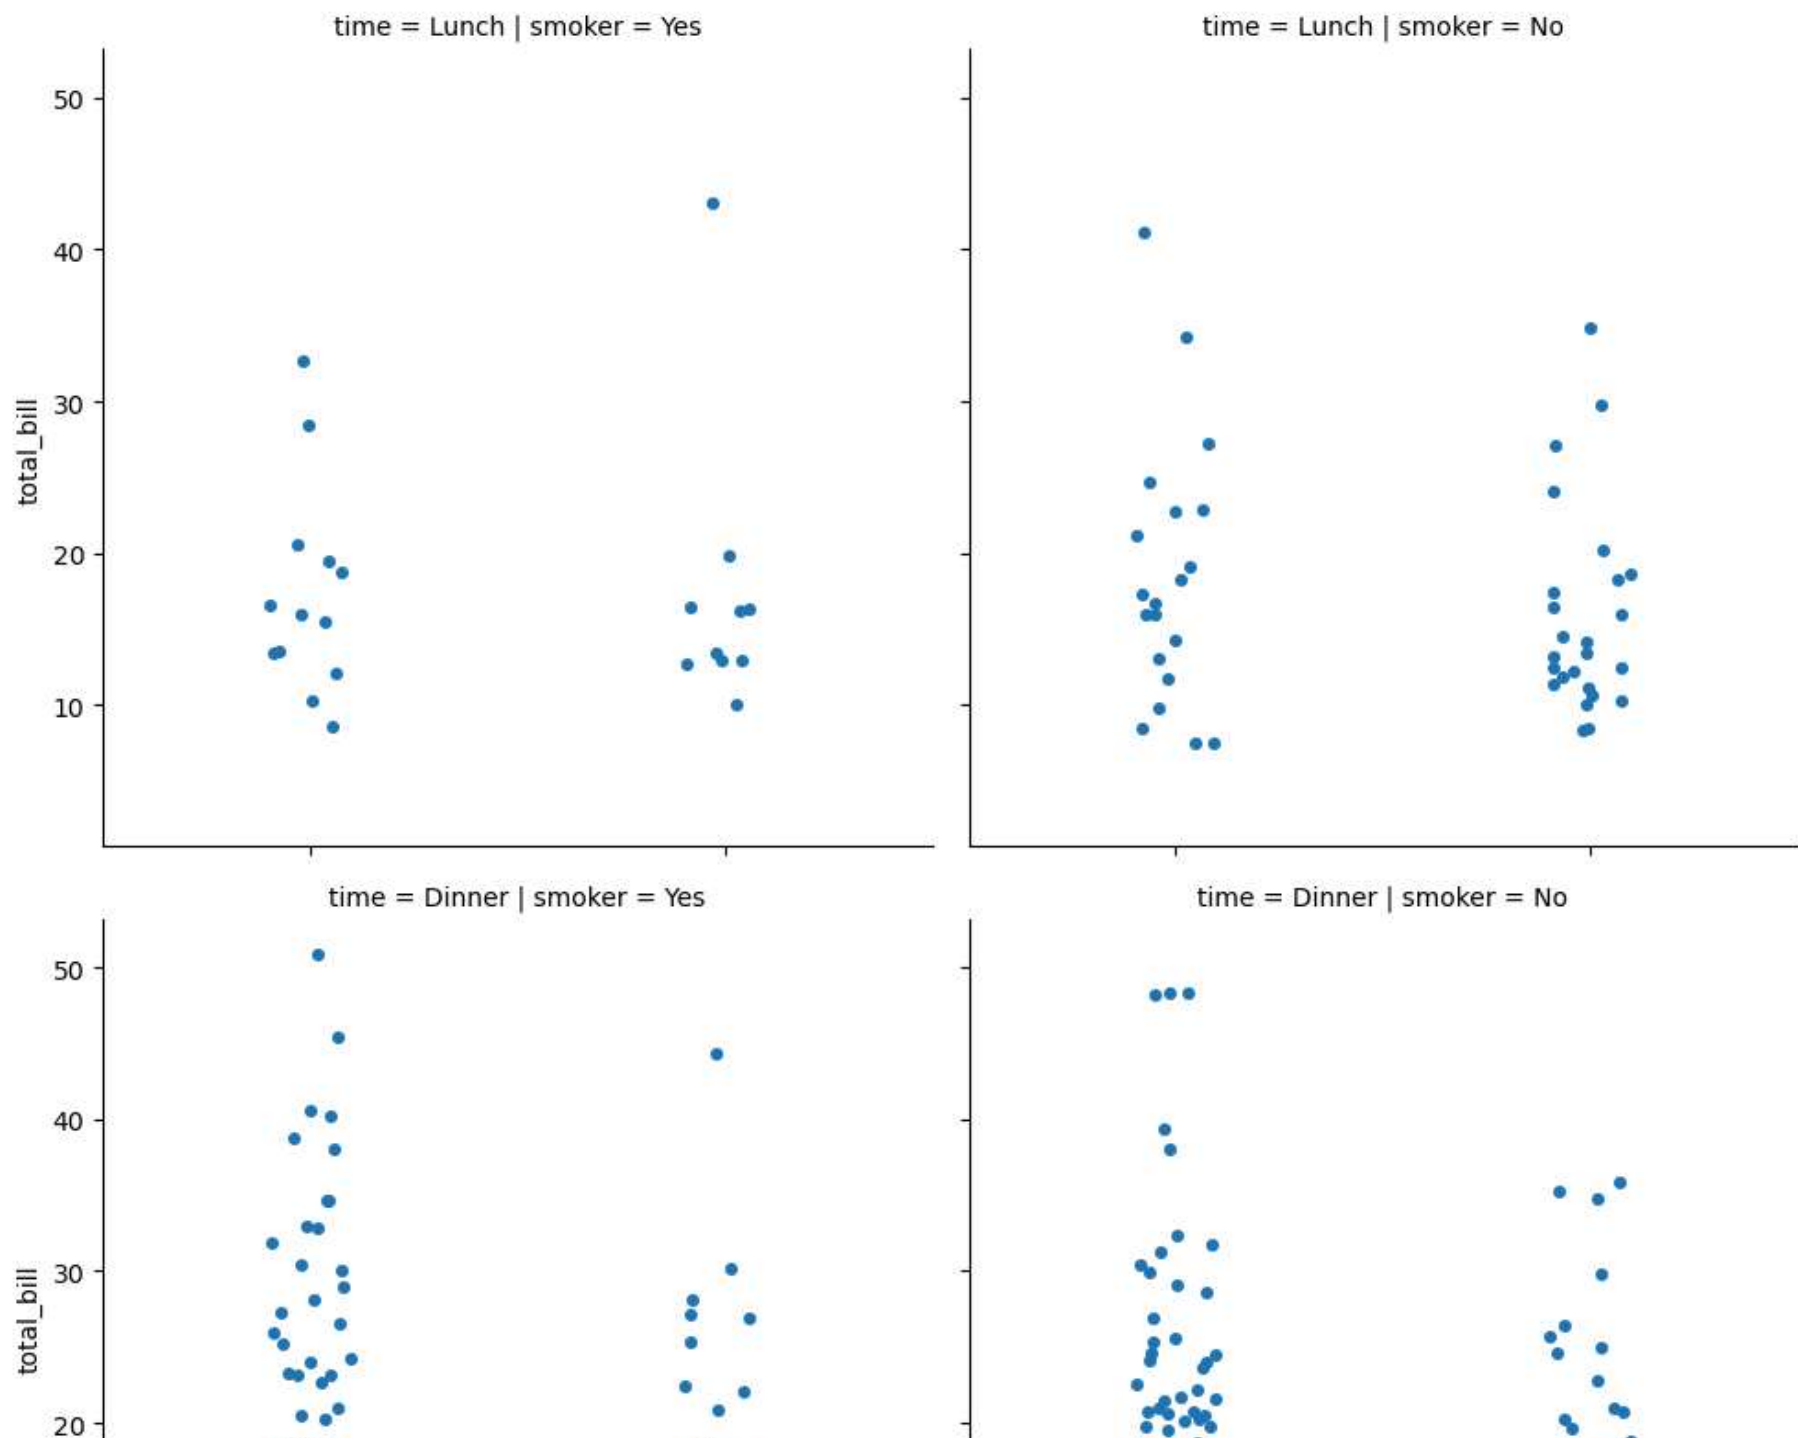 time = Lunch | smoker = Yes
time = Lunch | smoker = No
50
40
30
20
10
total_bill
time = Dinner | smoker = Yes
time = Dinner | smoker = No
50
40
30
20
total_bill